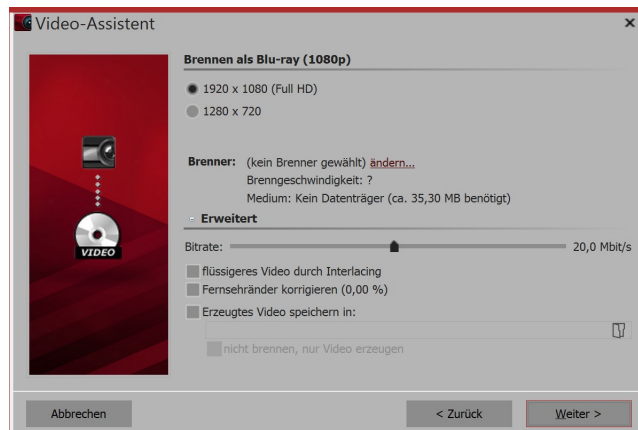 Video-Assistent
Brennen als Blu-ray (1080p)
1920 x 1080 (Full HD)
1280 x 720
Brenner: (kein Brenner gewählt) ändern...
Brenngeschwindigkeit: ?
Medium: Kein Datenträger (ca. 35,30 MB benötigt)
Erweitert
Bitrate: 20,0 Mbit/s
flüssigeres Video durch Interlacing
Fernsehränder korrigieren (0,00 %)
Erzeugtes Video speichern in:
nicht brennen, nur Video erzeugen
VIDEO
Abbrechen < Zurück Weiter >